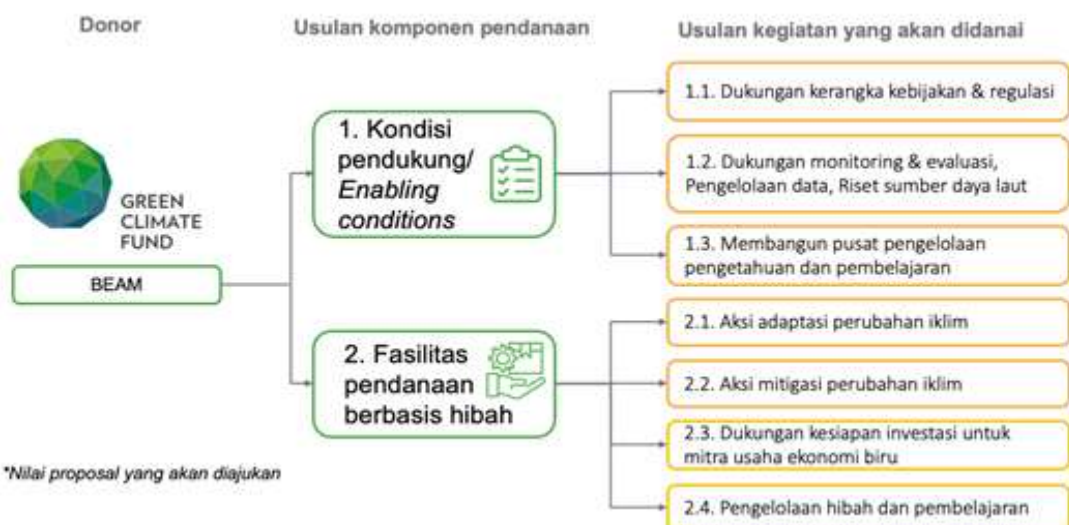 Donor
Usulan komponen pendanaan
Usulan kegiatan yang akan didanai
GREEN
CLIMATE
FUND
BEAM
1. Kondisi
pendukung/
Enabling
conditions
2. Fasilitas
pendanaan
berbasis hibah
1.1. Dukungan kerangka kebijakan & regulasi
1.2. Dukungan monitoring & evaluasi,
Pengelolaan data, Riset sumber daya laut
1.3. Membangun pusat pengelolaan
pengetahuan dan pembelajaran
2.1. Aksi adaptasi perubahan iklim
2.2. Aksi mitigasi perubahan iklim
2.3. Dukungan kesiapan investasi untuk
mitra usaha ekonomi biru
2.4. Pengelolaan hibah dan pembelajaran
*Nilai proposal yang akan diajukan